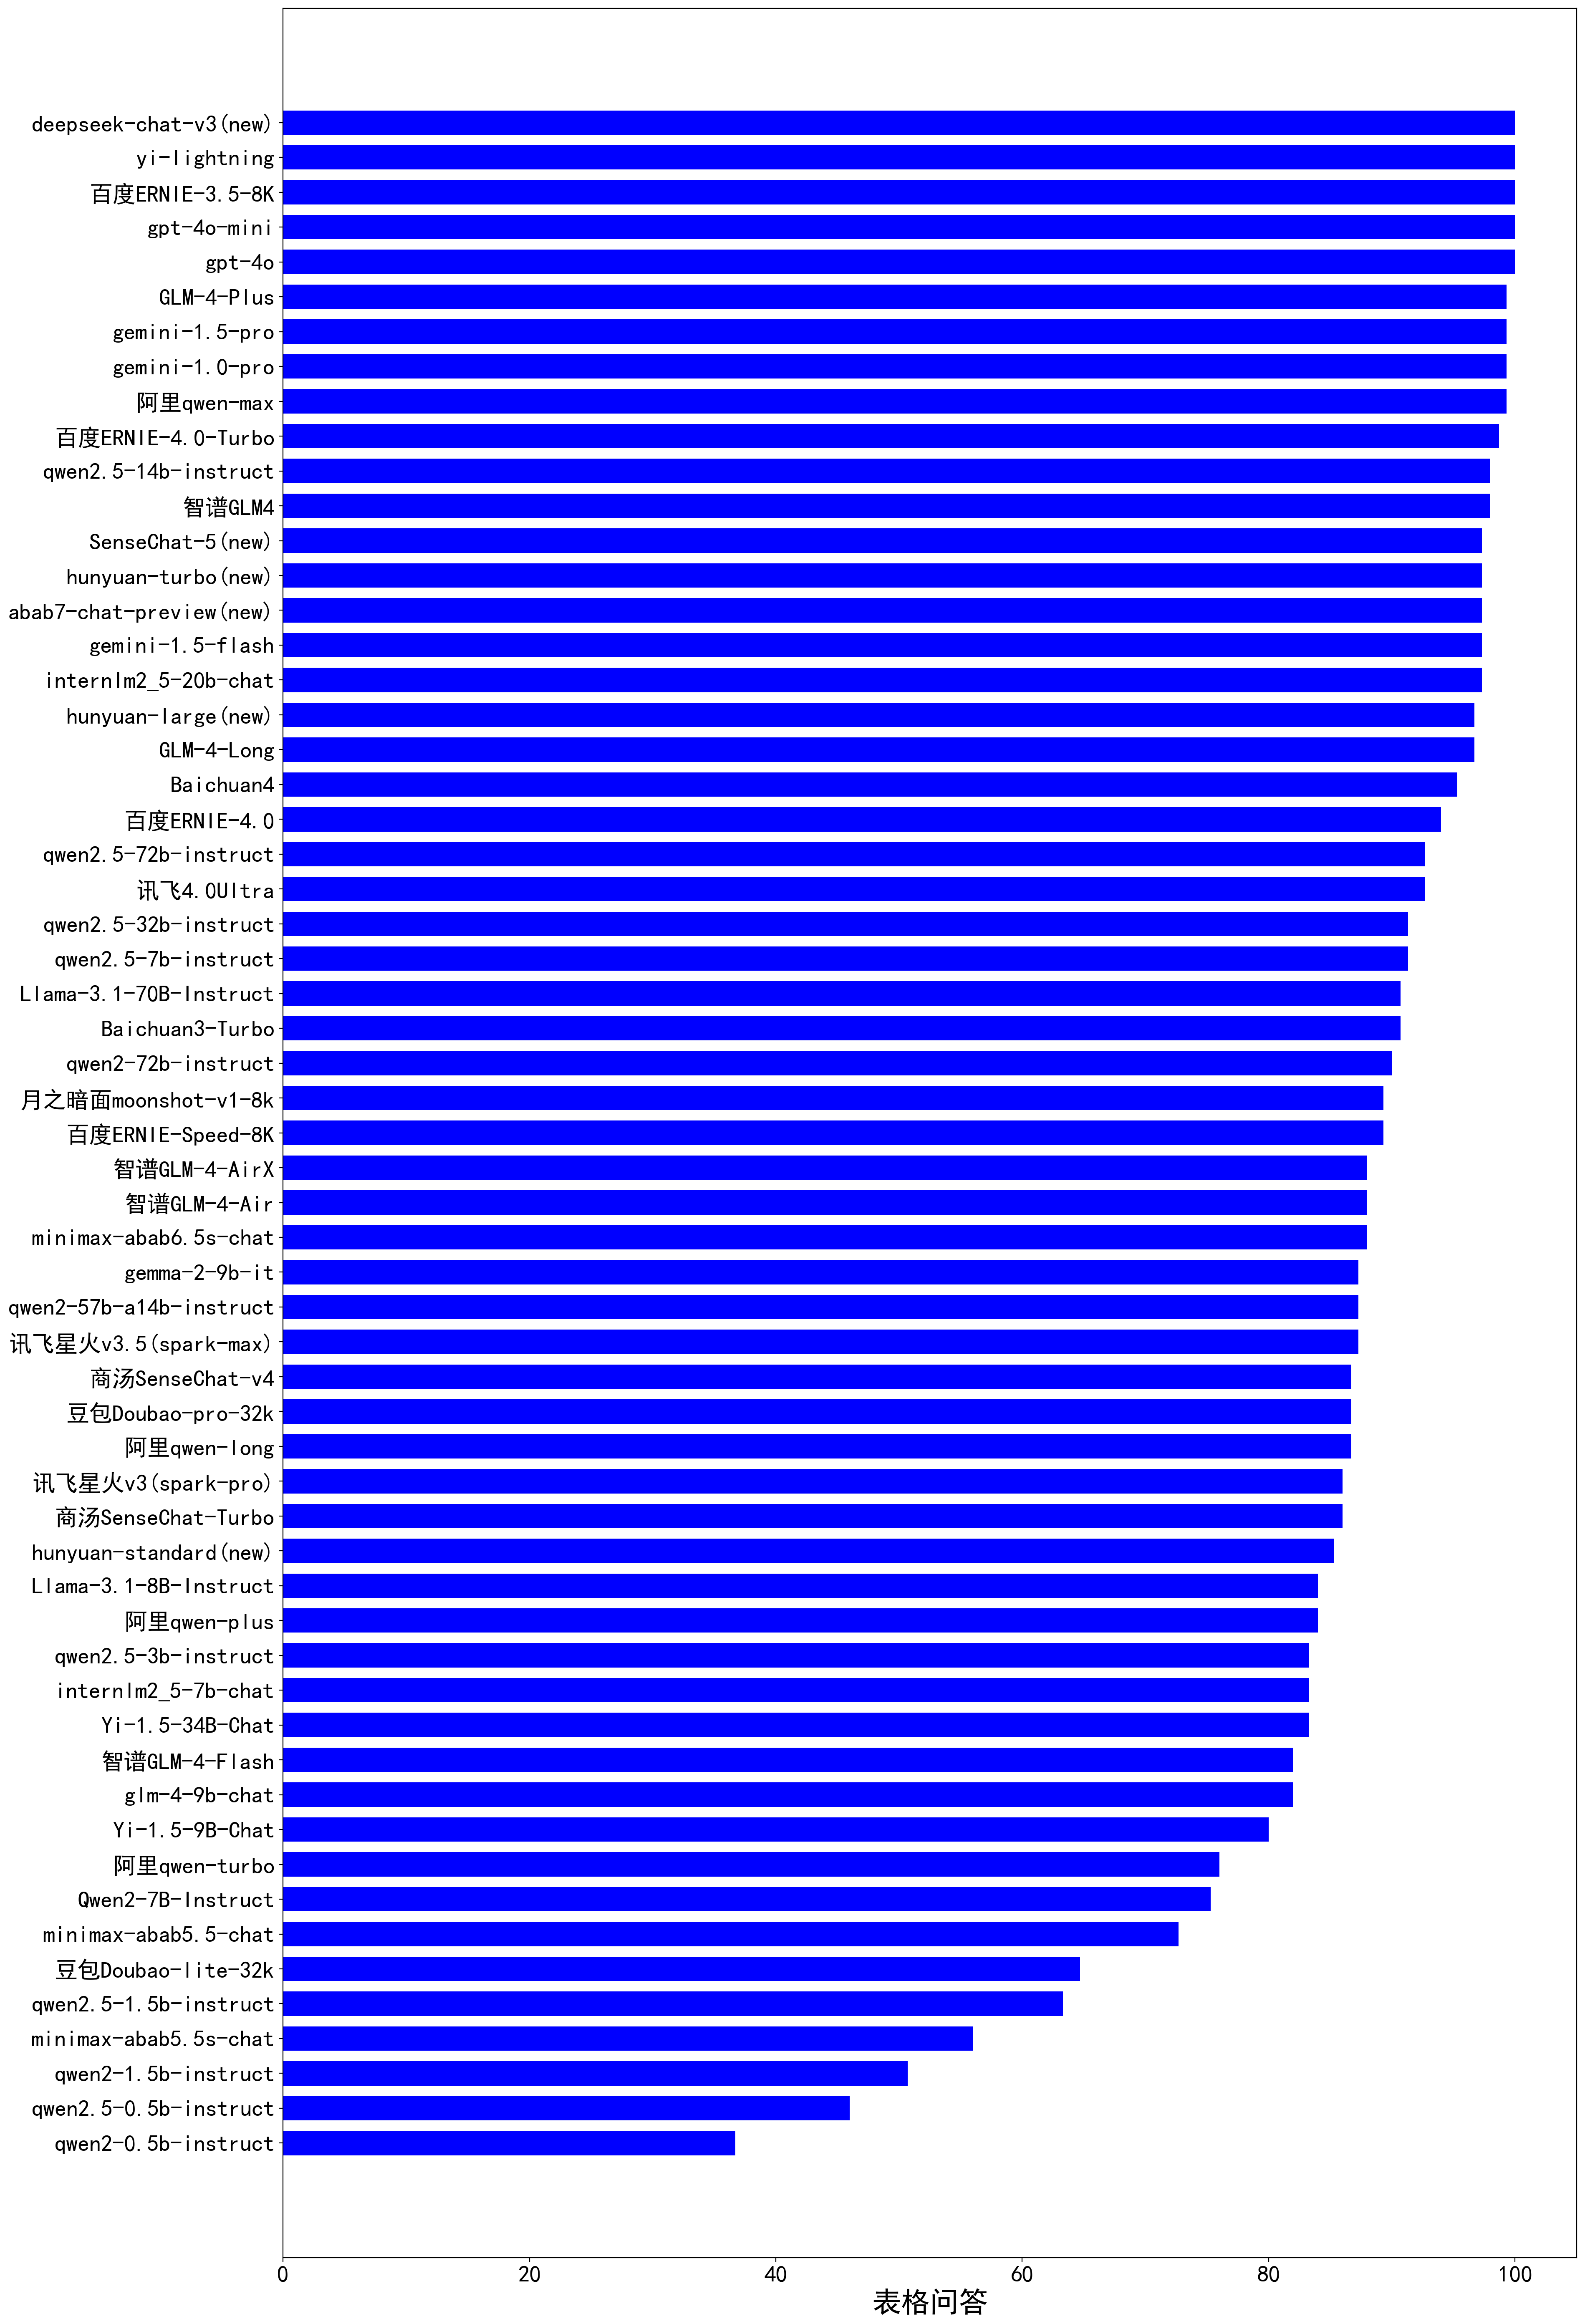 deepseek-chat-v3(new)
yi-lightning
百度ERNIE-3.5-8K
gpt-4o-mini
gpt-4o
GLM-4-Plus
gemini-1.5-pro
gemini-1.0-pro
阿里qwen-max
百度ERNIE-4.0-Turbo
qwen2.5-14b-instruct
智谱GLM4
SenseChat-5(new)
hunyuan-turbo(new)
abab7-chat-preview(new)
gemini-1.5-flash
internlm2_5-20b-chat
hunyuan-large(new)
GLM-4-Long
Baichuan4
百度ERNIE-4.0
qwen2.5-72b-instruct
讯飞4.0Ultra
qwen2.5-32b-instruct
qwen2.5-7b-instruct
Llama-3.1-70B-Instruct
Baichuan3-Turbo
qwen2-72b-instruct
月之暗面moonshot-v1-8k
百度ERNIE-Speed-8K
智谱GLM-4-AirX
智谱GLM-4-Air
minimax-abab6.5s-chat
gemma-2-9b-it
qwen2-57b-a14b-instruct
讯飞星火v3.5(spark-max)
商汤SenseChat-v4
豆包Doubao-pro-32k
阿里qwen-long
讯飞星火v3(spark-pro)
商汤SenseChat-Turbo
hunyuan-standard(new)
Llama-3.1-8B-Instruct
阿里qwen-plus
qwen2.5-3b-instruct
internlm2_5-7b-chat
Yi-1.5-34B-Chat
智谱GLM-4-Flash
glm-4-9b-chat
Yi-1.5-9B-Chat
阿里qwen-turbo
Qwen2-7B-Instruct
minimax-abab5.5-chat
豆包Doubao-lite-32k
qwen2.5-1.5b-instruct
minimax-abab5.5s-chat
qwen2-1.5b-instruct
qwen2.5-0.5b-instruct
qwen2-0.5b-instruct
0 20 40 60 80 100
表格问答